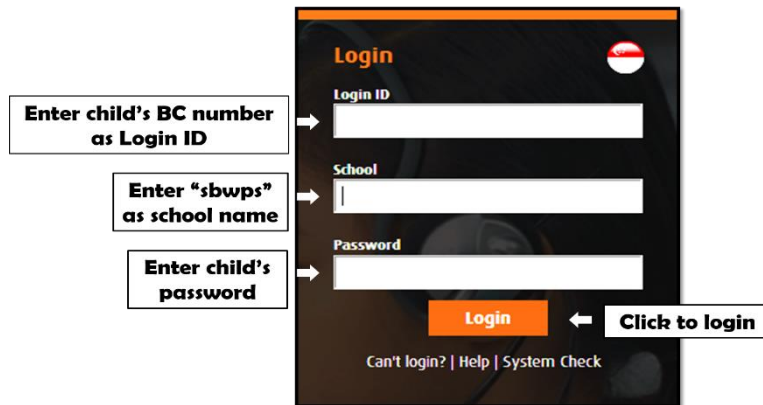 Login
Login ID
Enter child's BC number
as Login ID
School
Enter “sbwps”
as school name
Password
Enter child's
password
Login
Click to login
Can't login? | Help | System Check